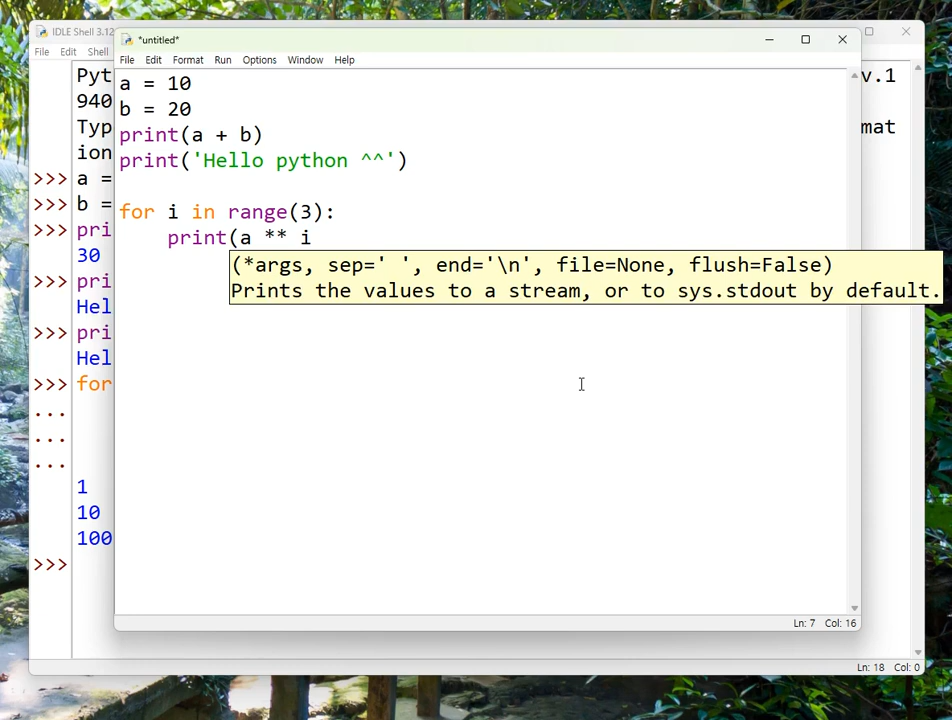 IDLE Shell 3.12
File Edit Shell
Pyt
v.1
940
Typ
mat
ion
>>> a =
>>> b =
>>> pri
30
>>> pri
Hel
>>> pri
Hel
>>> for
...
...
...
1
10
100
>>>
Ln: 18 Col: 0
*untitled*
File Edit Format Run Options Window Help
a = 10
b = 20
print(a + b)
print('Hello python ^^')
for i in range(3):
    print(a ** i
(*args, sep=' ', end='\n', file=None, flush=False)
Prints the values to a stream, or to sys.stdout by default.
Ln: 7 Col: 16